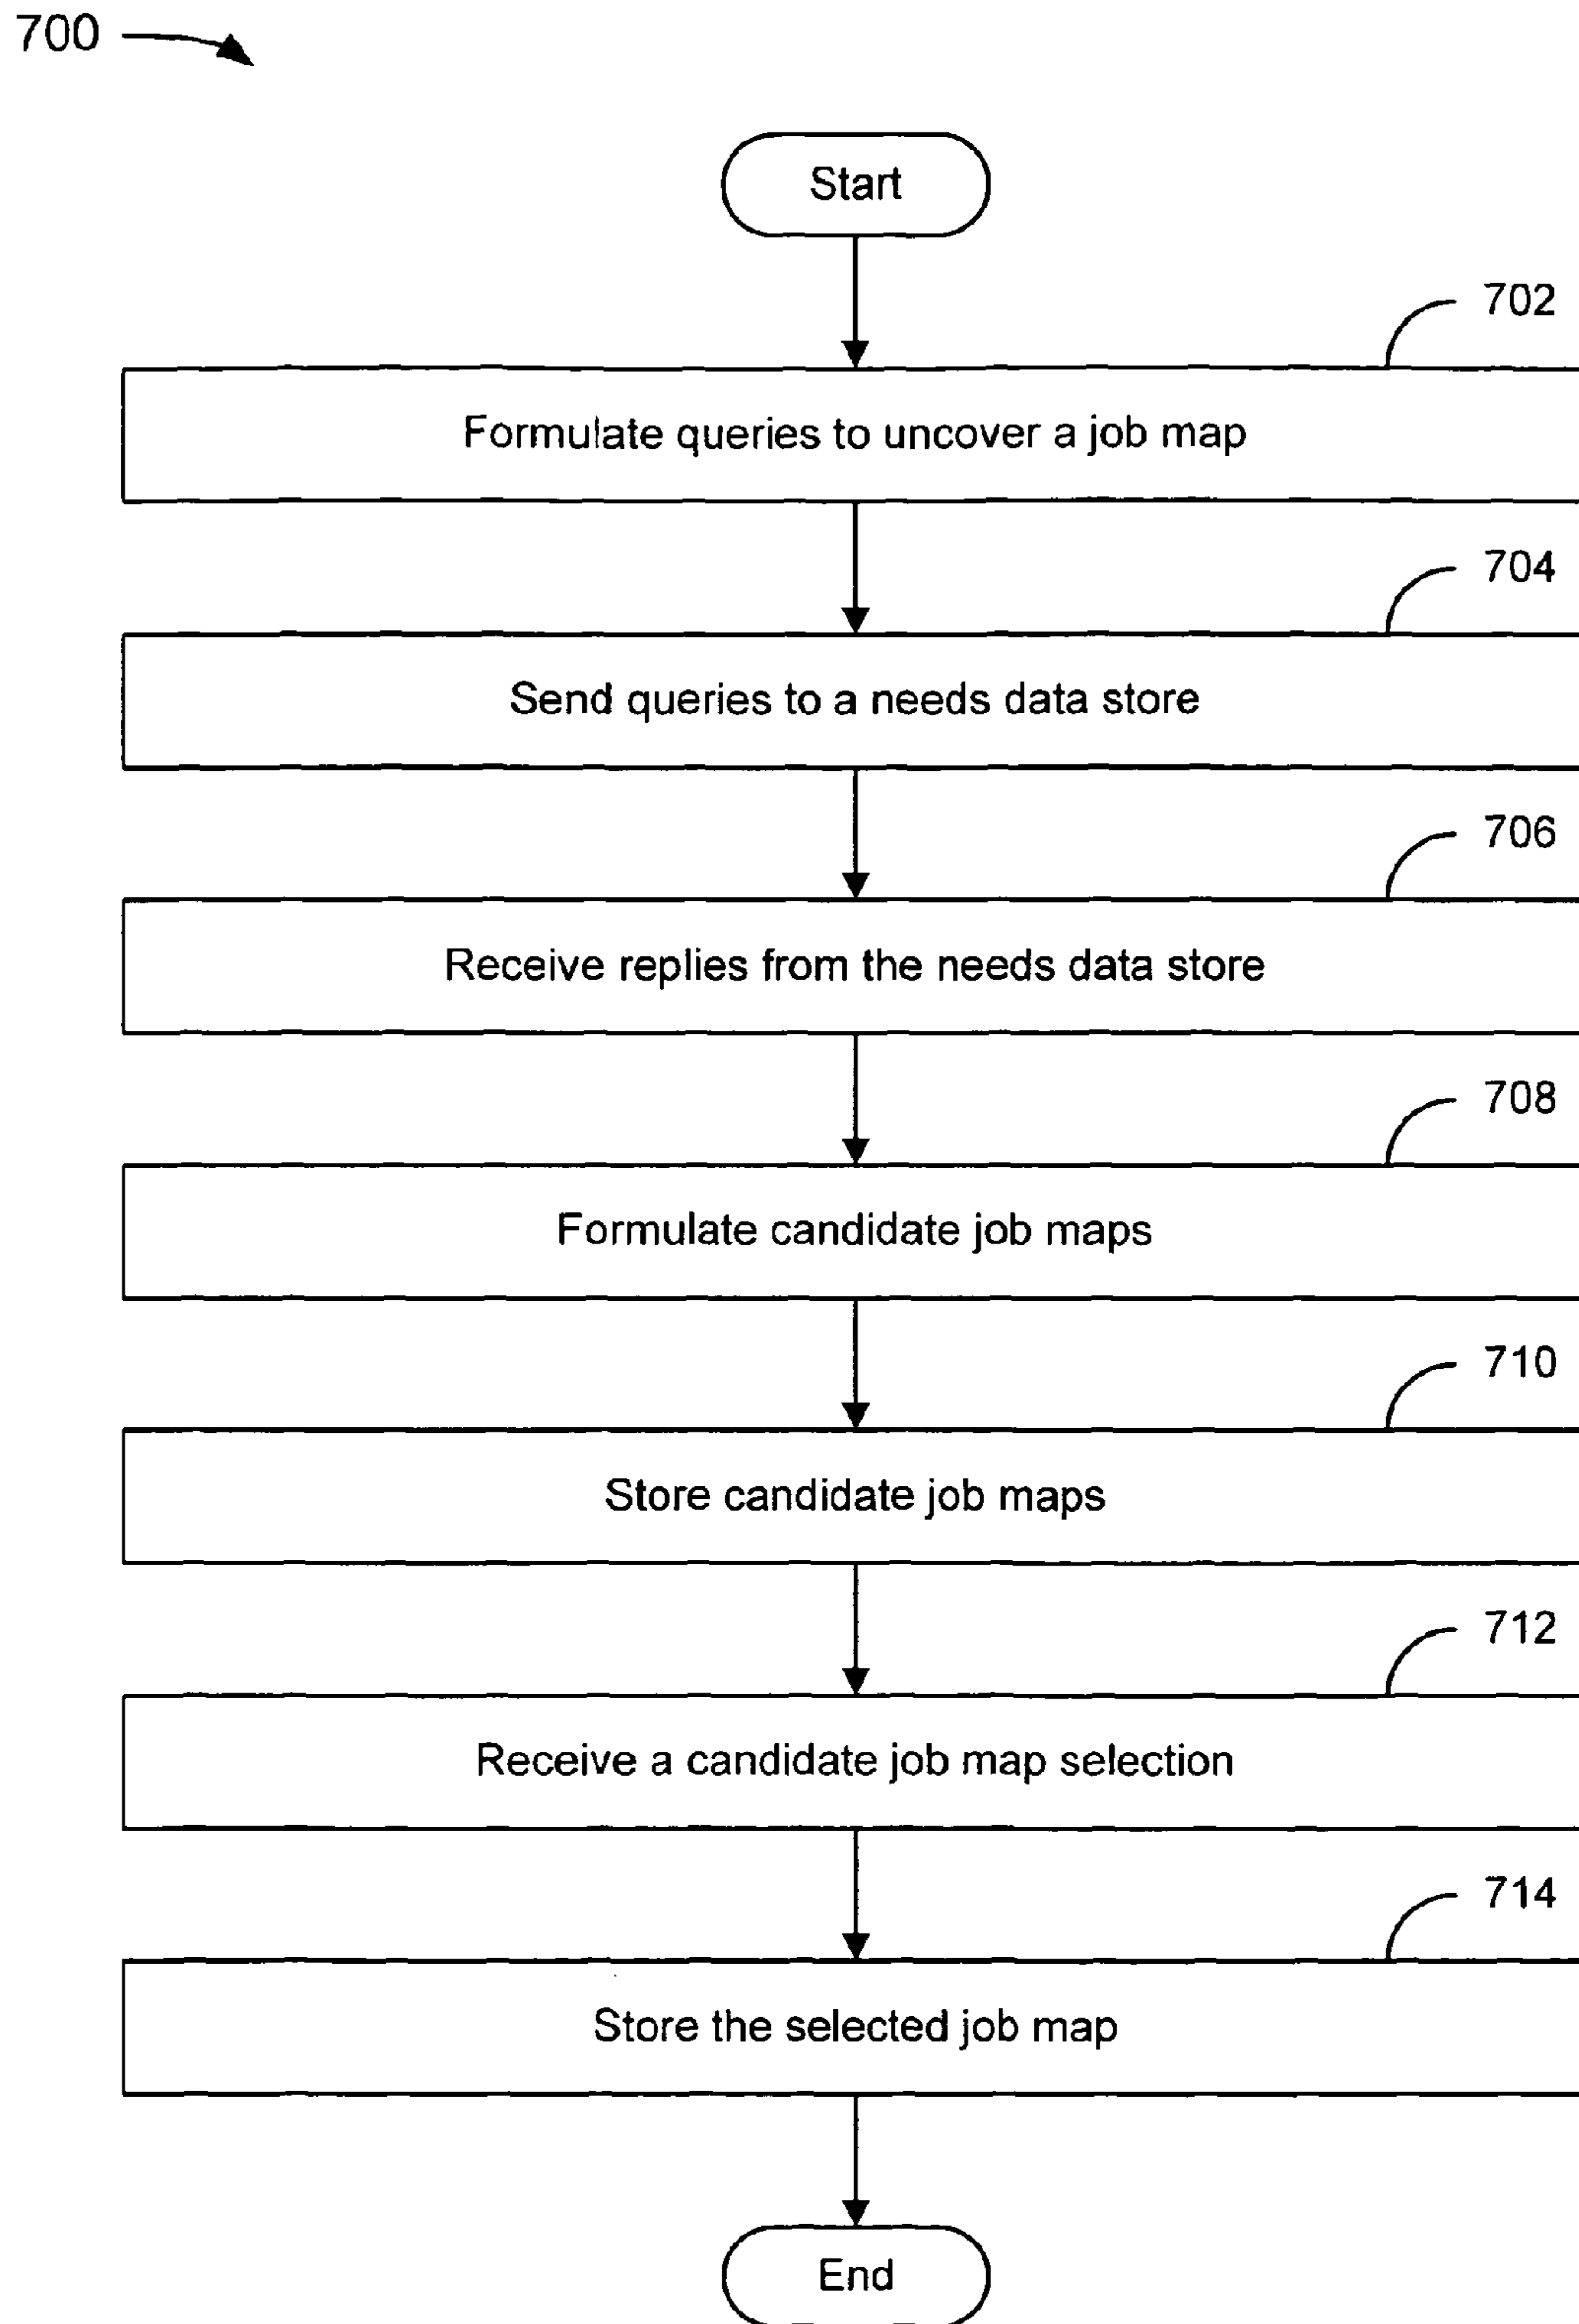 700
Start
702
Formulate queries to uncover a job map
704
Send queries to a needs data store
706
Receive replies from the needs data store
708
Formulate candidate job maps
710
Store candidate job maps
712
Receive a candidate job map selection
714
Store the selected job map
End